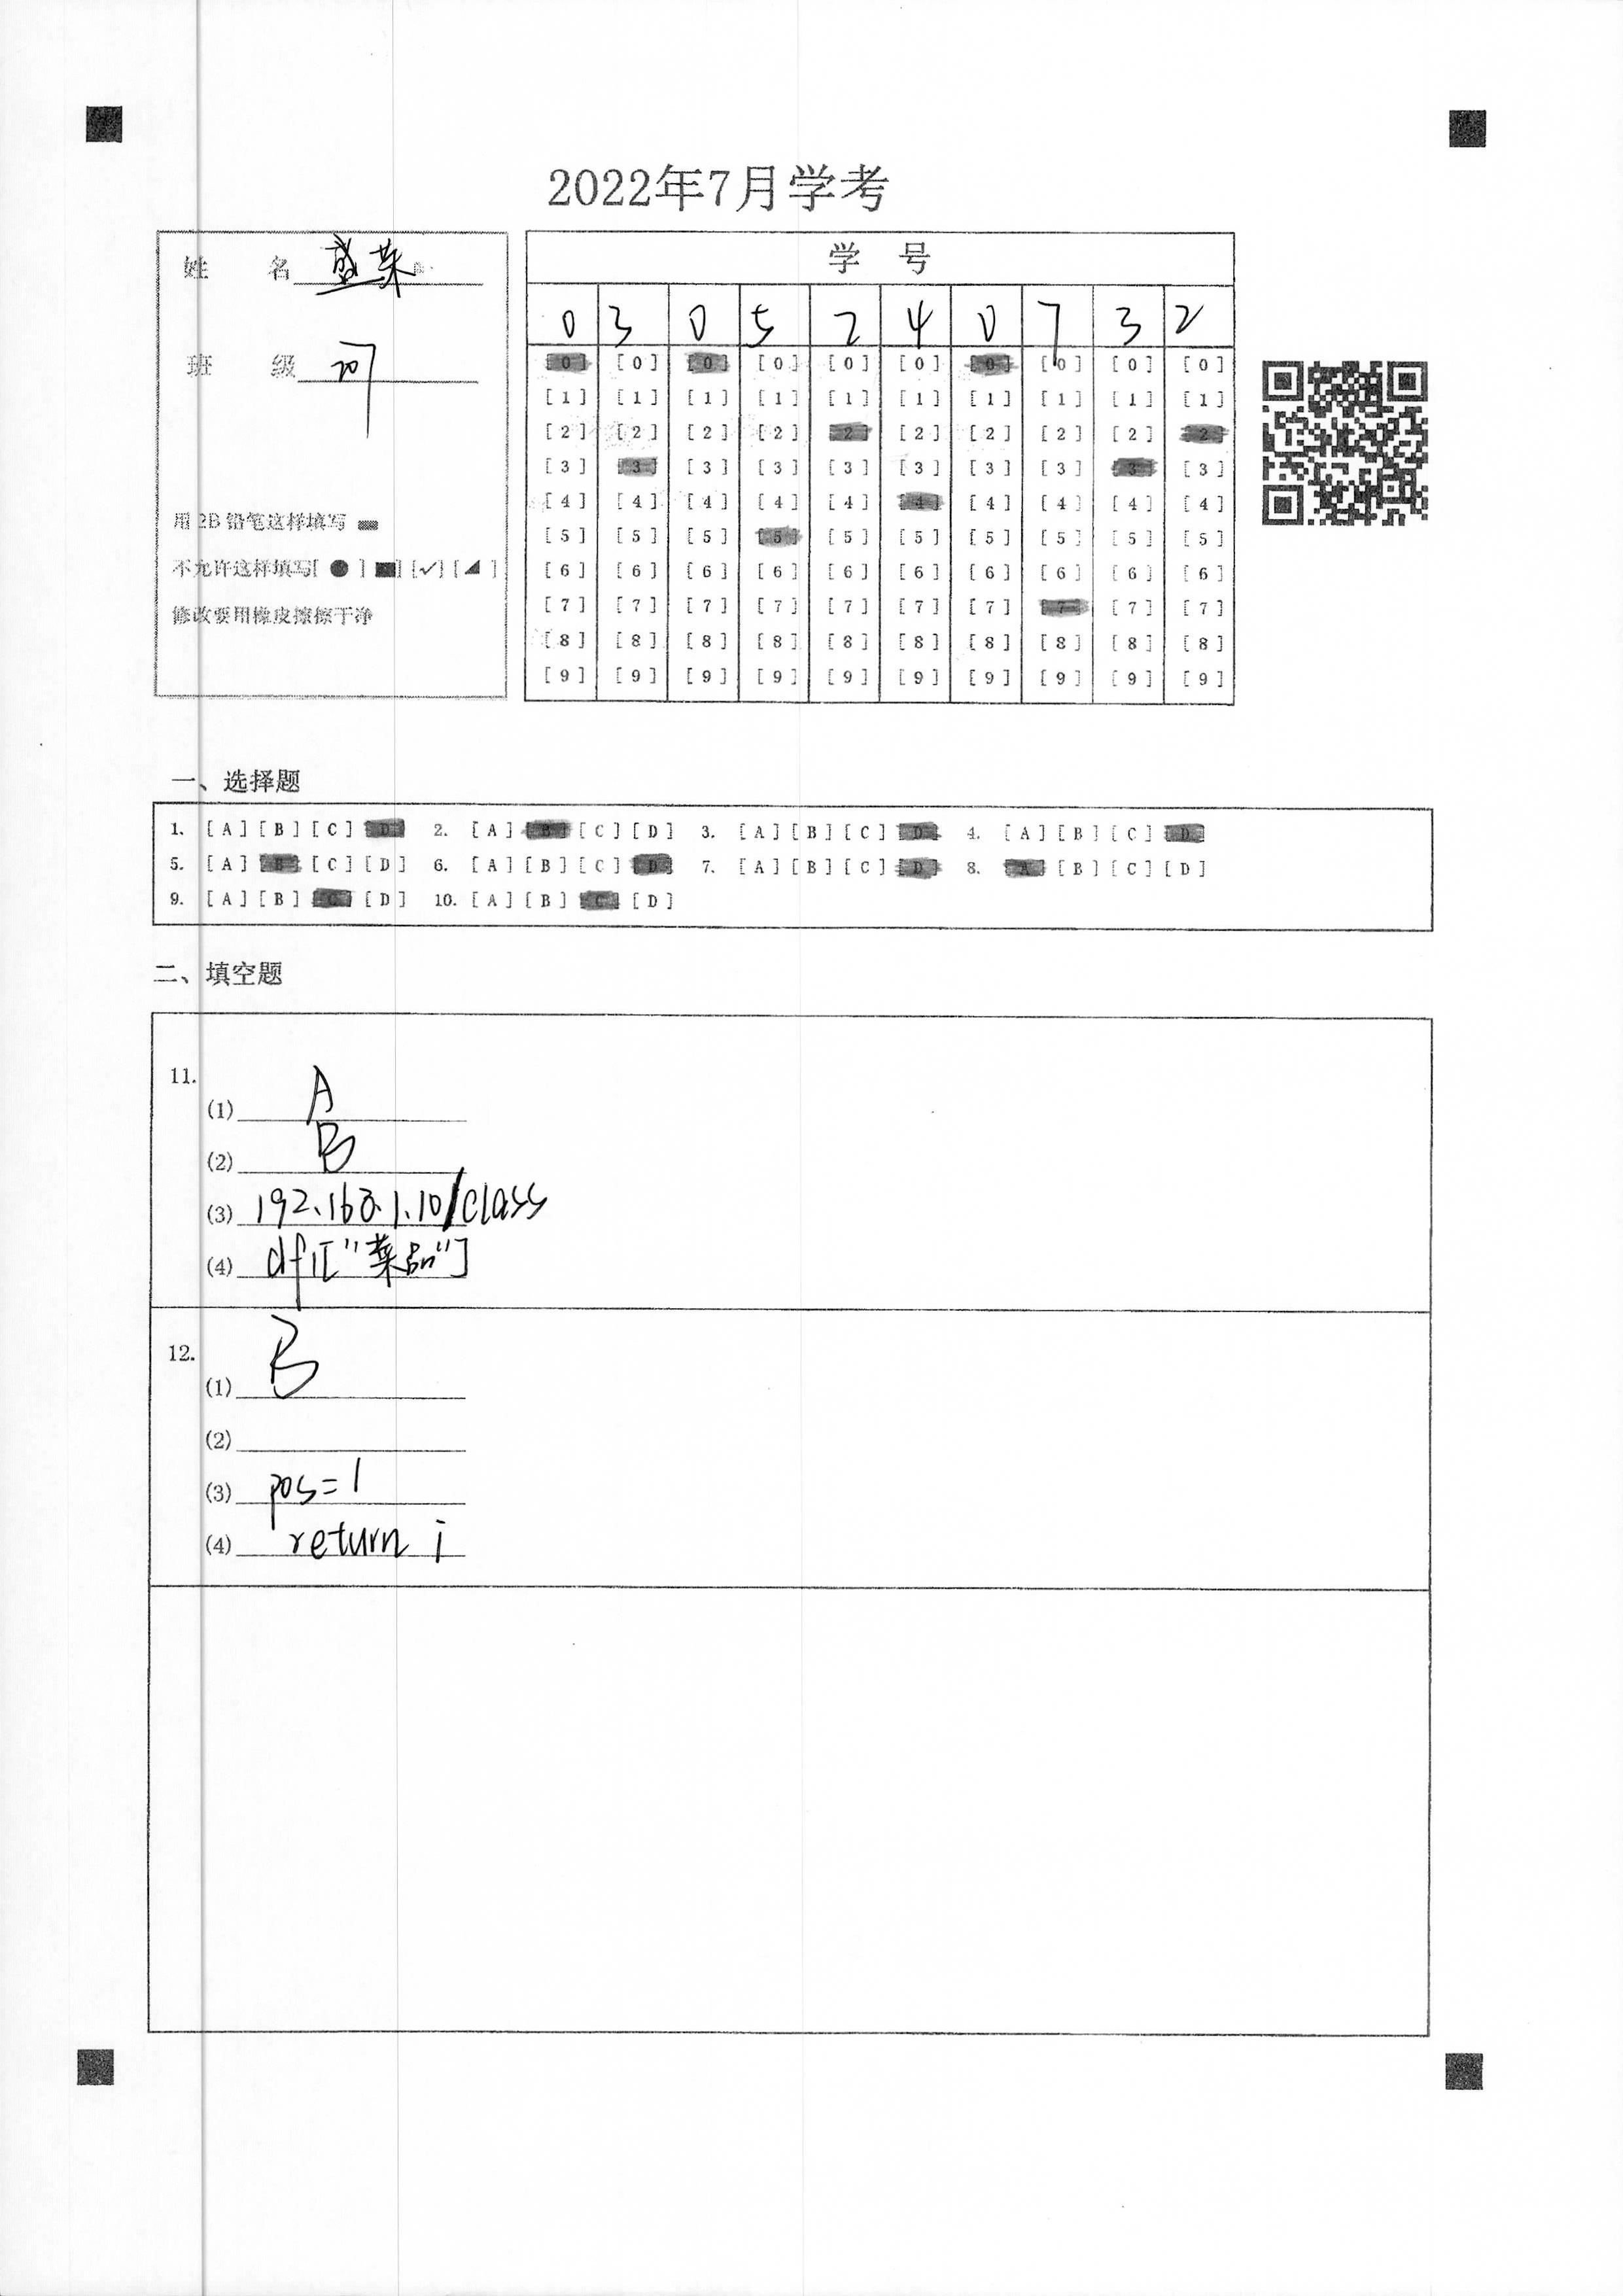 2022年7月学考
姓 名 盛荣
班 级 207
用2B铅笔这样填写
不允许这样填写[ ● ] ■] [✓] [◢ ]
修改要用橡皮擦擦干净
学 号
0 3 0 5 2 4 0 7 3 2
[0] [0] [0] [0] [0] [0] [0] [0] [0] [0]
[1] [1] [1] [1] [1] [1] [1] [1] [1] [1]
[2] [2] [2] [2] [2] [2] [2] [2] [2] [2]
[3] [3] [3] [3] [3] [3] [3] [3] [3] [3]
[4] [4] [4] [4] [4] [4] [4] [4] [4] [4]
[5] [5] [5] [5] [5] [5] [5] [5] [5] [5]
[6] [6] [6] [6] [6] [6] [6] [6] [6] [6]
[7] [7] [7] [7] [7] [7] [7] [7] [7] [7]
[8] [8] [8] [8] [8] [8] [8] [8] [8] [8]
[9] [9] [9] [9] [9] [9] [9] [9] [9] [9]
一、选择题
1. [A] [B] [C] [D] 2. [A] [B] [C] [D] 3. [A] [B] [C] [D] 4. [A] [B] [C] [D]
5. [A] [B] [C] [D] 6. [A] [B] [C] [D] 7. [A] [B] [C] [D] 8. [A] [B] [C] [D]
9. [A] [B] [C] [D] 10. [A] [B] [C] [D]
二、填空题
11.
(1) A
(2) B
(3) 192.168.1.10/class
(4) df1["菜品"]
12.
(1) B
(2)
(3) pos=1
(4) return i